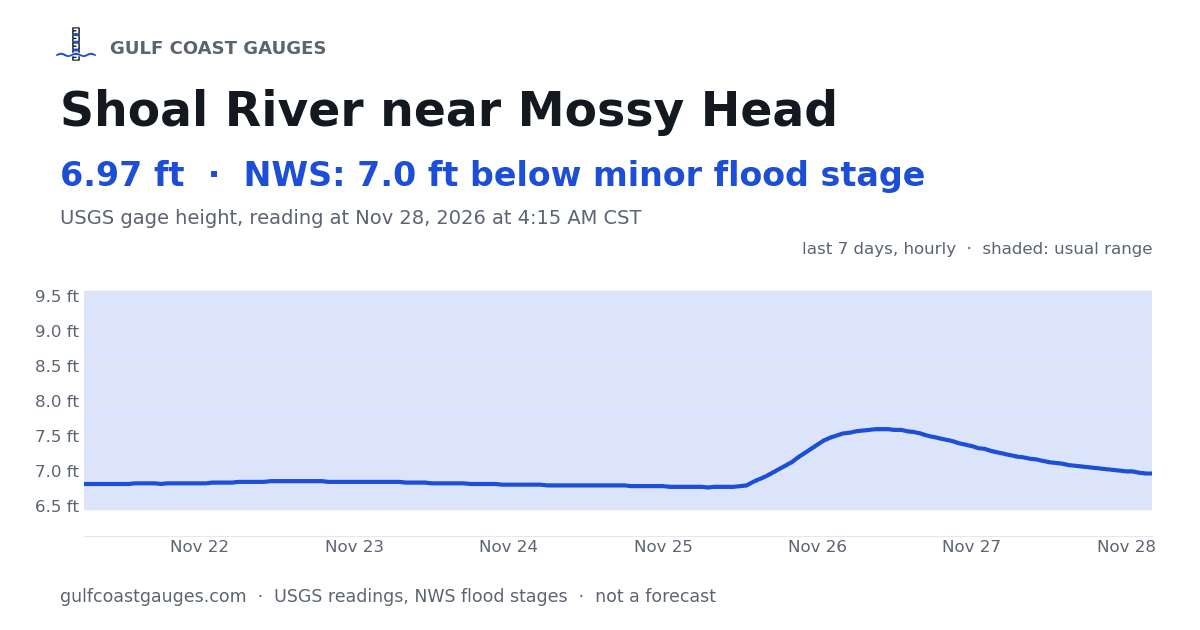 GULF COAST GAUGES
Shoal River near Mossy Head
6.97 ft · NWS: 7.0 ft below minor flood stage
USGS gage height, reading at Nov 28, 2026 at 4:15 AM CST
last 7 days, hourly · shaded: usual range
9.5 ft
9.0 ft
8.5 ft
8.0 ft
7.5 ft
7.0 ft
6.5 ft
Nov 22 Nov 23 Nov 24 Nov 25 Nov 26 Nov 27 Nov 28
gulfcoastgauges.com · USGS readings, NWS flood stages · not a forecast